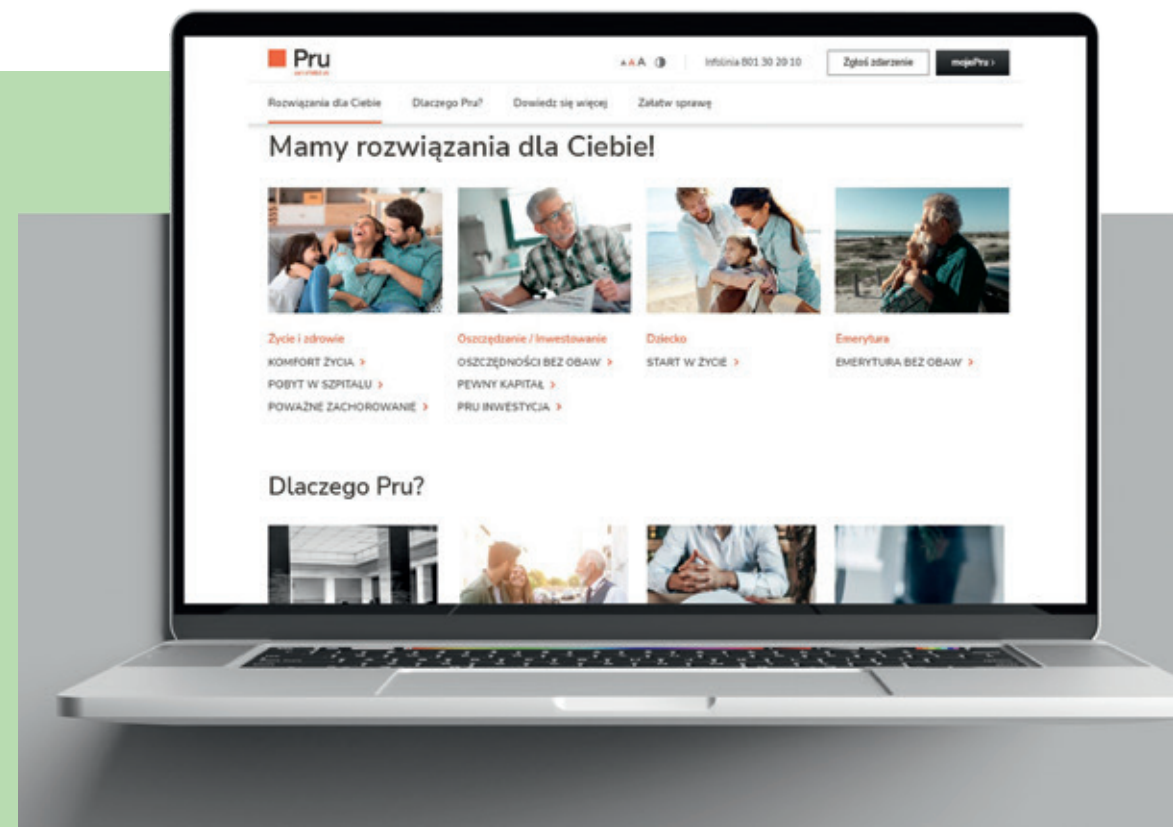 Pru
A A A Infolinia 801 30 20 10 Zgłoś zdarzenie mojePru ›
Rozwiązania dla Ciebie Dlaczego Pru? Dowiedz się więcej Załatw sprawę
Mamy rozwiązania dla Ciebie!
Życie i zdrowie
KOMFORT ŻYCIA >
POBYT W SZPITALU >
POWAŻNE ZACHOROWANIE >
Oszczędzanie / Inwestowanie
OSZCZĘDNOŚCI BEZ OBAW >
PEWNY KAPITAŁ >
PRU INWESTYCJA >
Dziecko
START W ŻYCIE >
Emerytura
EMERYTURA BEZ OBAW >
Dlaczego Pru?